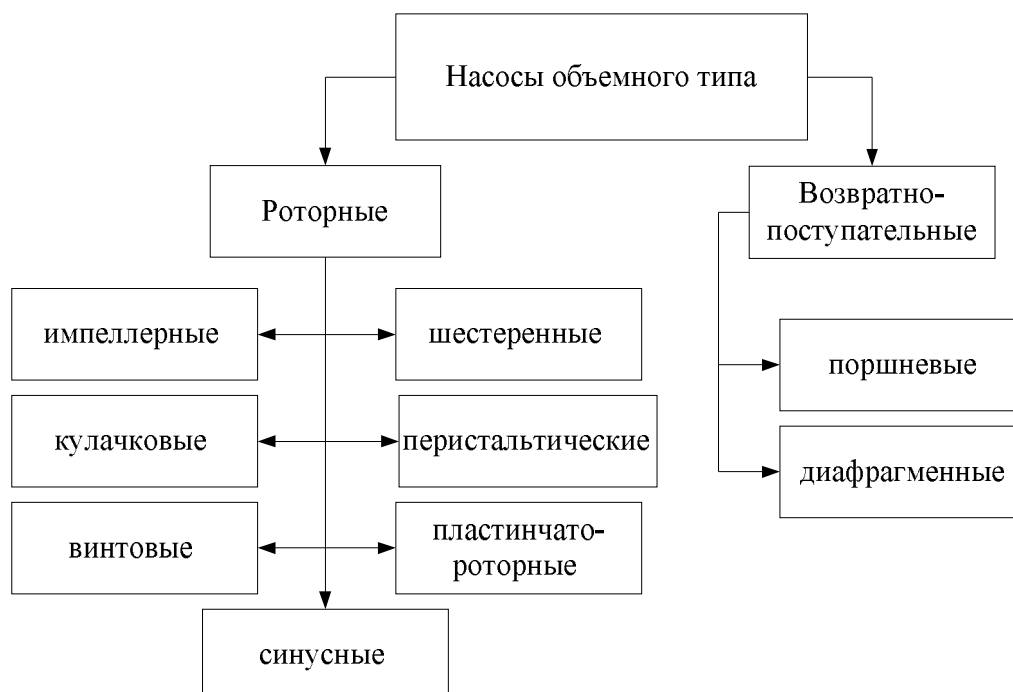 Насосы объемного типа
Роторные
Возвратно-
поступательные
импеллерные
шестеренные
поршневые
кулачковые
перистальтические
диафрагменные
винтовые
пластинчато-
роторные
синусные